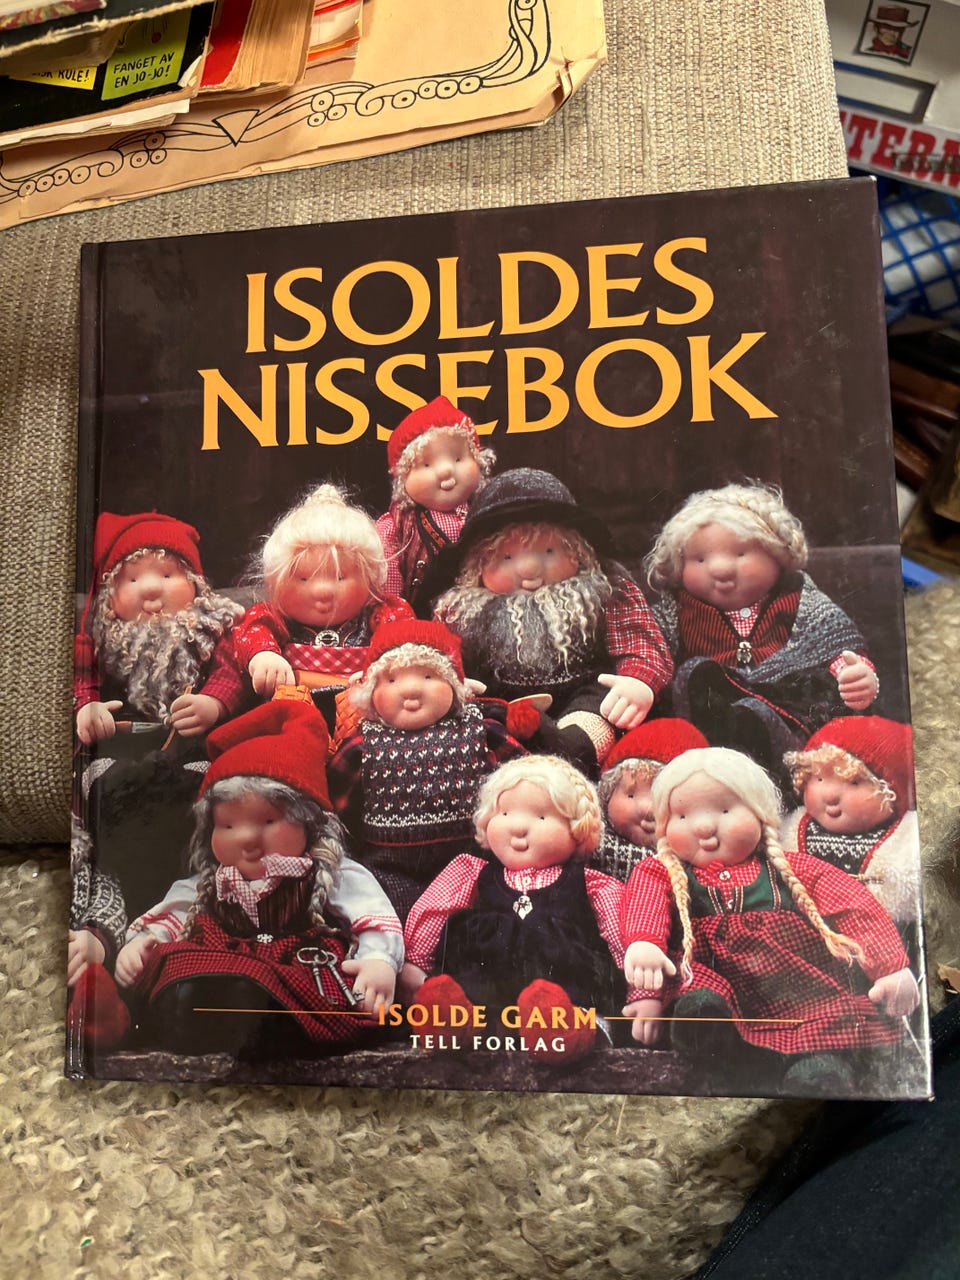 FANGET AV
EN JO-JO!
ISOLDES
NISSEBOK
ISOLDE GARM
TELL FORLAG